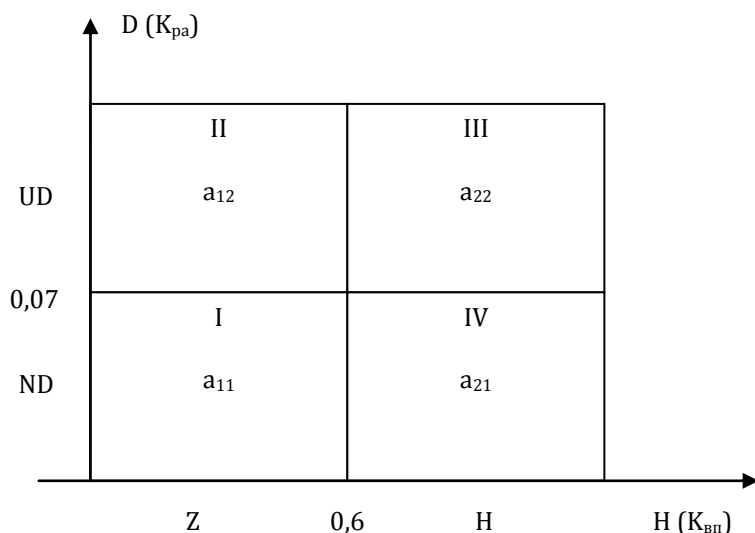 D (Kра)
II III
UD a12 a22
0,07
I IV
ND a11 a21
Z 0,6 H H (Kвп)